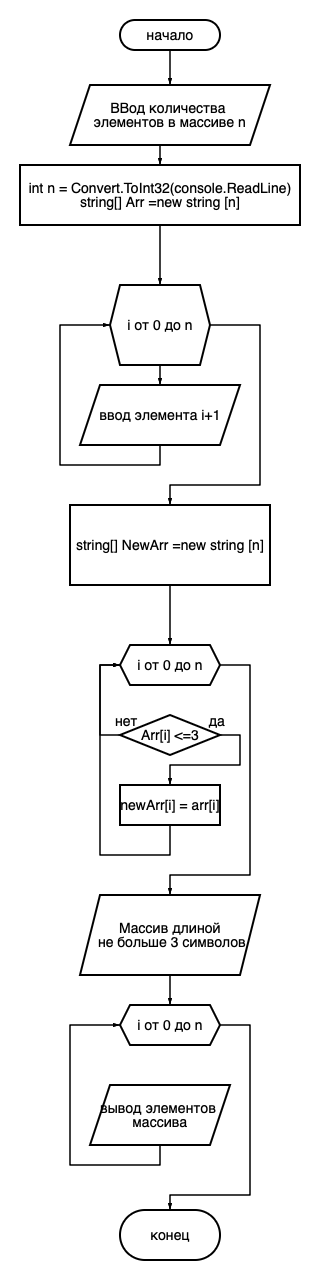 начало
ВВод количества
элементов в массиве n
int n = Convert.ToInt32(console.ReadLine)
string[] Arr =new string [n]
i от 0 до n
ввод элемента i+1
string[] NewArr =new string [n]
i от 0 до n
нет
да
Arr[i] <=3
newArr[i] = arr[i]
Массив длиной
не больше 3 символов
i от 0 до n
вывод элементов
массива
конец